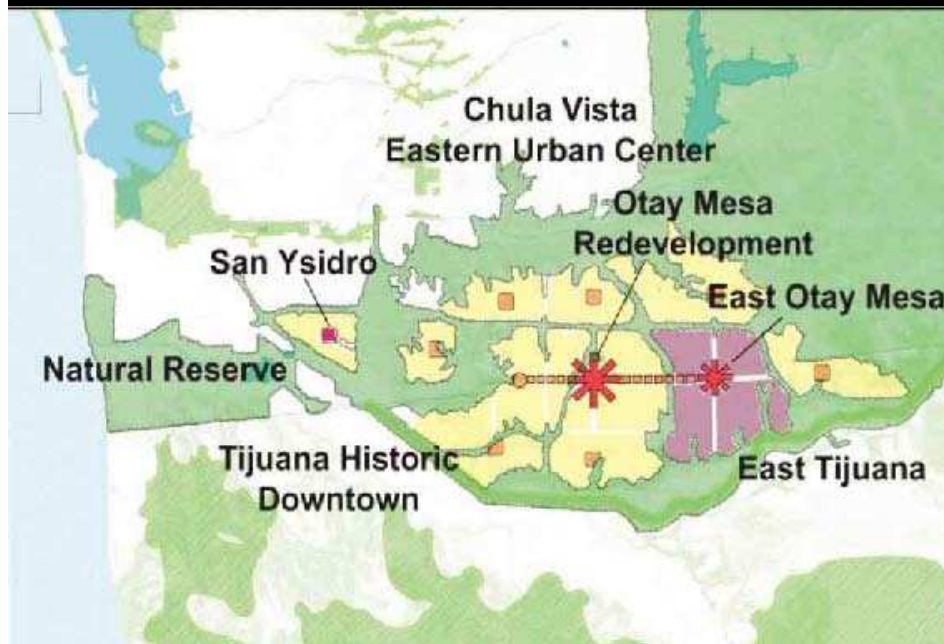 Chula Vista
Eastern Urban Center
Otay Mesa
Redevelopment
San Ysidro
East Otay Mesa
Natural Reserve
Tijuana Historic
Downtown
East Tijuana